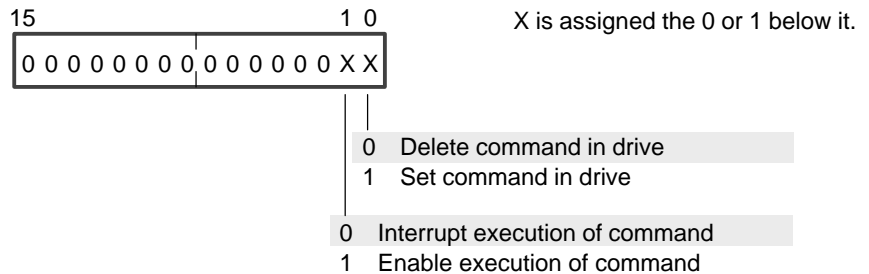 15 1 0 X is assigned the 0 or 1 below it.
0 0 0 0 0 0 0 0 0 0 0 0 0 0 X X
0 Delete command in drive
1 Set command in drive
0 Interrupt execution of command
1 Enable execution of command